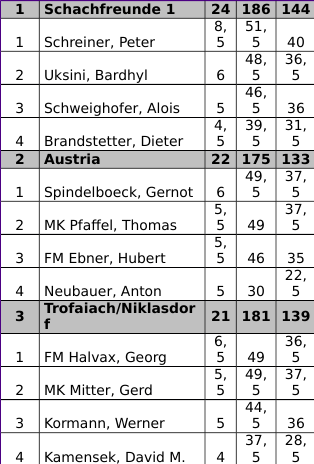 1 Schachfreunde 1 24 186 144
1 Schreiner, Peter 8,5 51,5 40
2 Uksini, Bardhyl 6 48,5 36,5
3 Schweighofer, Alois 5 46,5 36
4 Brandstetter, Dieter 4,5 39,5 31,5
2 Austria 22 175 133
1 Spindelboeck, Gernot 6 49,5 37,5
2 MK Pfaffel, Thomas 5,5 49 37,5
3 FM Ebner, Hubert 5,5 46 35
4 Neubauer, Anton 5 30 22,5
3 Trofaiach/Niklasdorf 21 181 139
1 FM Halvax, Georg 6,5 49 36,5
2 MK Mitter, Gerd 5,5 49,5 37,5
3 Kormann, Werner 5 44,5 36
4 Kamensek, David M. 4 37,5 28,5